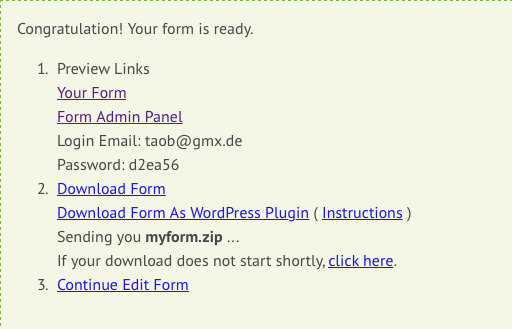 Congratulation! Your form is ready.
1. Preview Links
Your Form
Form Admin Panel
Login Email: taob@gmx.de
Password: d2ea56
2. Download Form
Download Form As WordPress Plugin ( Instructions )
Sending you myform.zip ...
If your download does not start shortly, click here.
3. Continue Edit Form